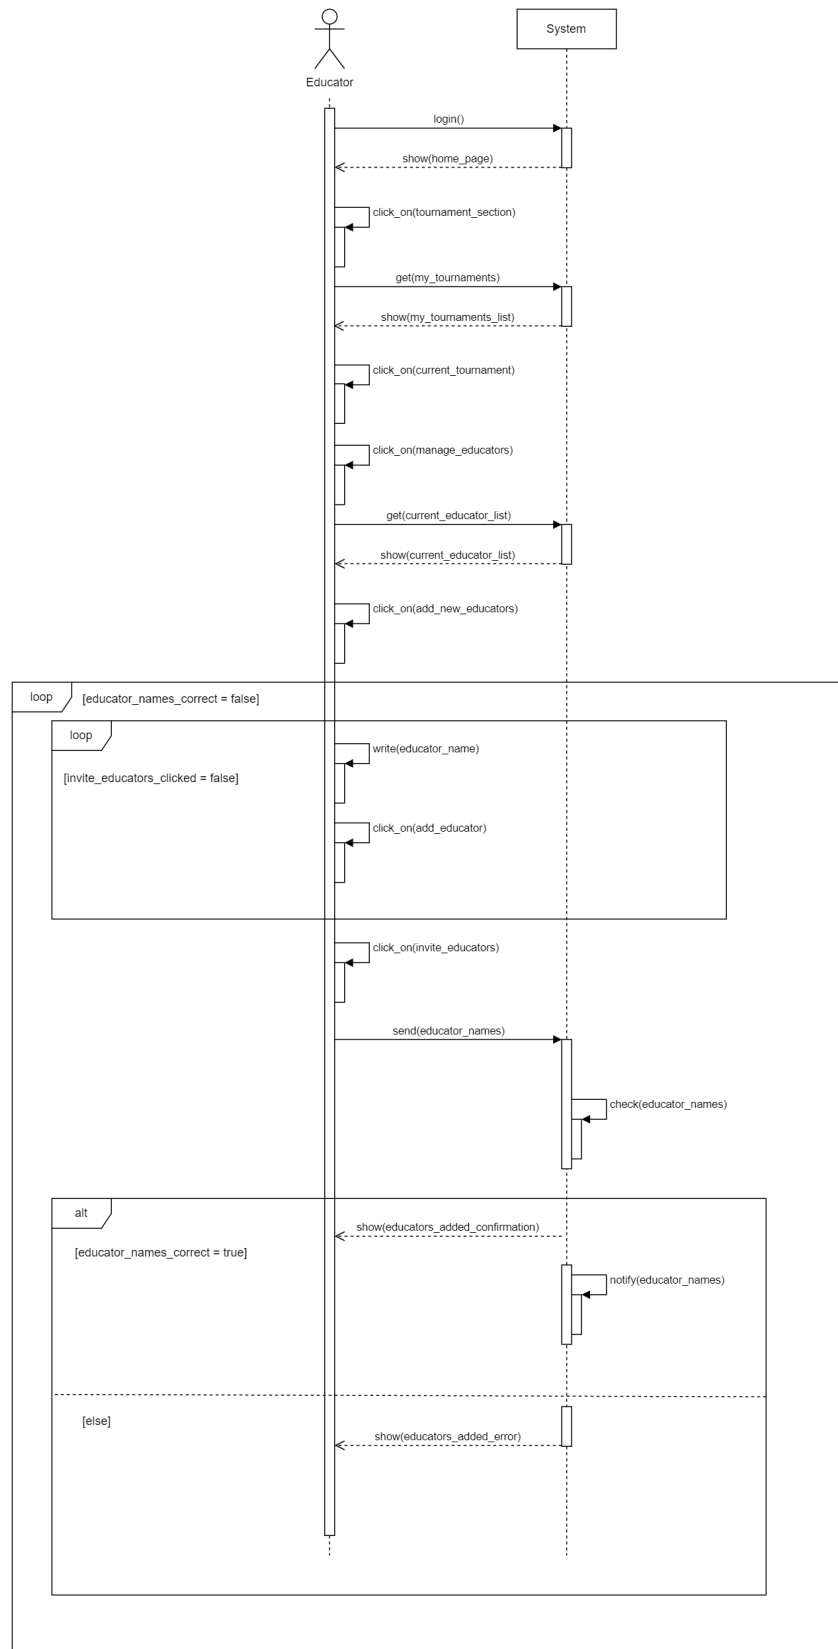 System
Educator
login()
show(home_page)
click_on(tournament_section)
get(my_tournaments)
show(my_tournaments_list)
click_on(current_tournament)
click_on(manage_educators)
get(current_educator_list)
show(current_educator_list)
click_on(add_new_educators)
loop
[educator_names_correct = false]
loop
write(educator_name)
[invite_educators_clicked = false]
click_on(add_educator)
click_on(invite_educators)
send(educator_names)
check(educator_names)
alt
show(educators_added_confirmation)
[educator_names_correct = true]
notify(educator_names)
[else]
show(educators_added_error)